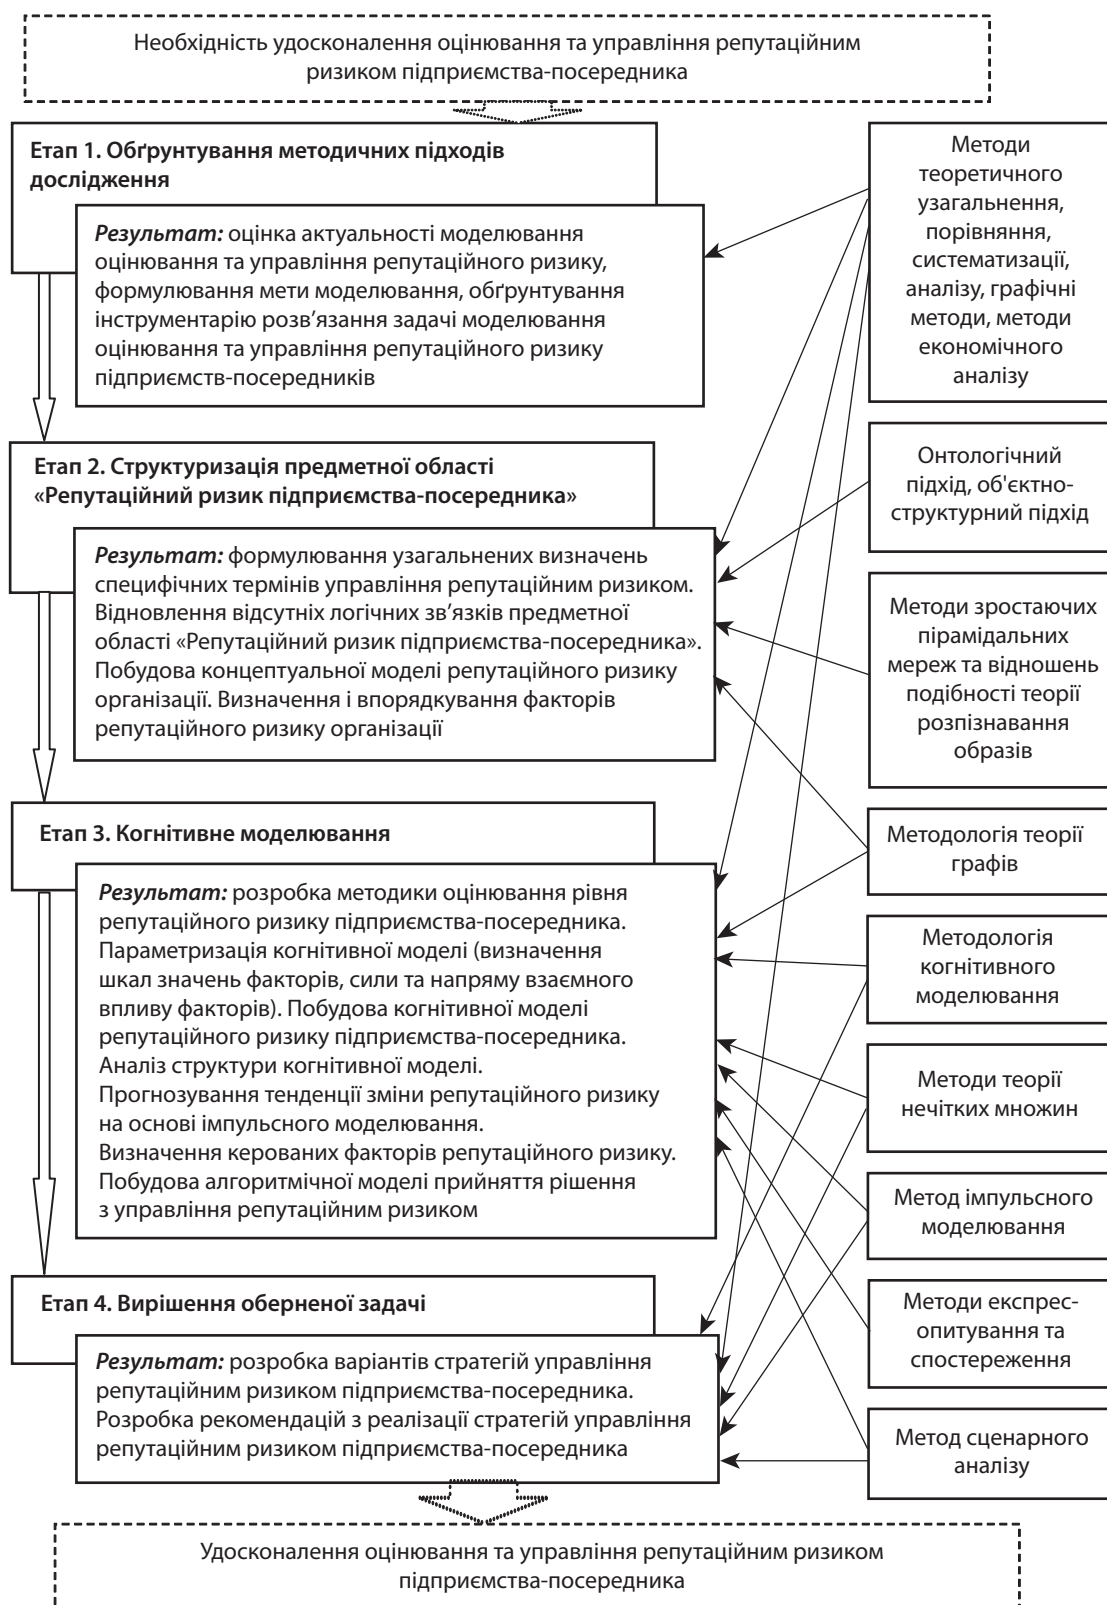 Необхідність удосконалення оцінювання та управління репутаційним
ризиком підприємства-посередника
Етап 1. Обґрунтування методичних підходів
дослідження
Результат: оцінка актуальності моделювання
оцінювання та управління репутаційного ризику,
формулювання мети моделювання, обґрунтування
інструментарію розв’язання задачі моделювання
оцінювання та управління репутаційного ризику
підприємств-посередників
Етап 2. Структуризація предметної області
«Репутаційний ризик підприємства-посередника»
Результат: формулювання узагальнених визначень
специфічних термінів управління репутаційним ризиком.
Відновлення відсутніх логічних зв’язків предметної
області «Репутаційний ризик підприємства-посередника».
Побудова концептуальної моделі репутаційного ризику
організації. Визначення і впорядкування факторів
репутаційного ризику організації
Етап 3. Когнітивне моделювання
Результат: розробка методики оцінювання рівня
репутаційного ризику підприємства-посередника.
Параметризація когнітивної моделі (визначення
шкал значень факторів, сили та напряму взаємного
впливу факторів). Побудова когнітивної моделі
репутаційного ризику підприємства-посередника.
Аналіз структури когнітивної моделі.
Прогнозування тенденції зміни репутаційного ризику
на основі імпульсного моделювання.
Визначення керованих факторів репутаційного ризику.
Побудова алгоритмічної моделі прийняття рішення
з управління репутаційним ризиком
Етап 4. Вирішення оберненої задачі
Результат: розробка варіантів стратегій управління
репутаційним ризиком підприємства-посередника.
Розробка рекомендацій з реалізації стратегій управління
репутаційним ризиком підприємства-посередника
Методи
теоретичного
узагальнення,
порівняння,
систематизації,
аналізу, графічні
методи, методи
економічного
аналізу
Онтологічний
підхід, об'єктно-
структурний підхід
Методи зростаючих
пірамідальних
мереж та відношень
подібності теорії
розпізнавання
образів
Методологія теорії
графів
Методологія
когнітивного
моделювання
Методи теорії
нечітких множин
Метод імпульсного
моделювання
Методи експрес-
опитування та
спостереження
Метод сценарного
аналізу
Удосконалення оцінювання та управління репутаційним ризиком
підприємства-посередника